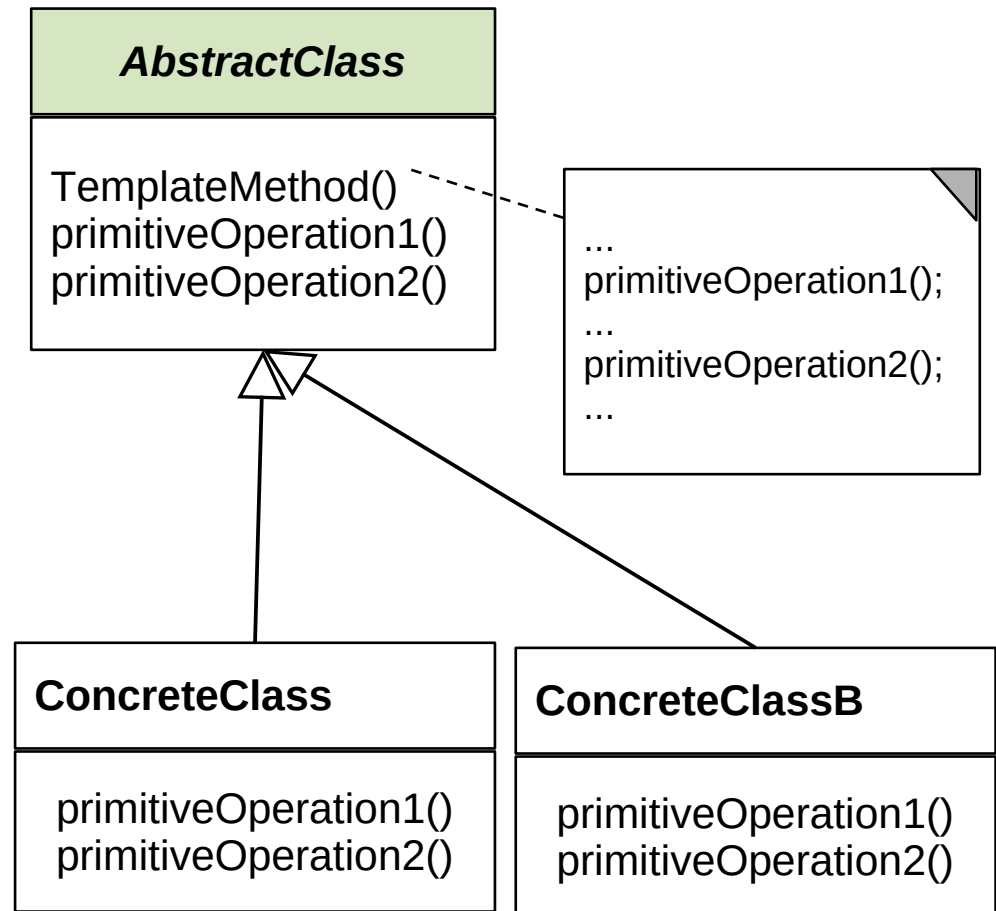 AbstractClass
TemplateMethod()
primitiveOperation1()
primitiveOperation2()
...
primitiveOperation1();
...
primitiveOperation2();
...
ConcreteClass
primitiveOperation1()
primitiveOperation2()
ConcreteClassB
primitiveOperation1()
primitiveOperation2()